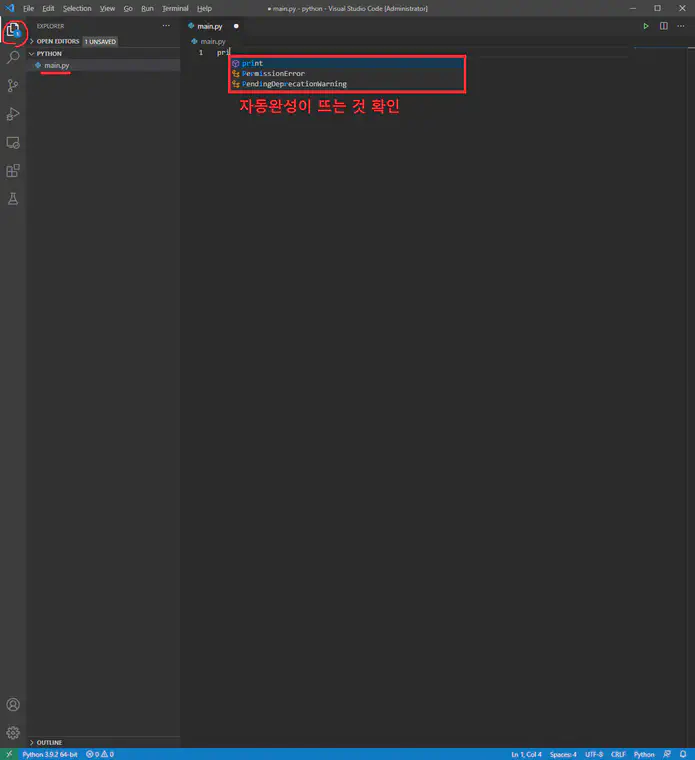 File Edit Selection View Go Run Terminal Help
● main.py - python - Visual Studio Code [Administrator]
EXPLORER
OPEN EDITORS 1 UNSAVED
PYTHON
main.py
main.py ●
main.py
1 pri
print
PermissionError
PendingDeprecationWarning
자동완성이 뜨는 것 확인
1
OUTLINE
Python 3.9.2 64-bit 0 0 Ln 1, Col 4 Spaces: 4 UTF-8 CRLF Python